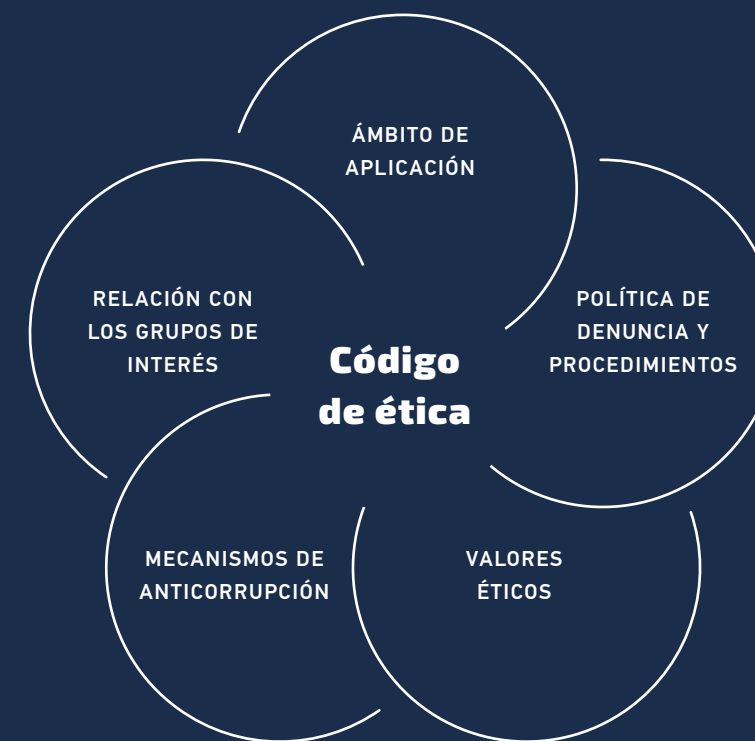 ÁMBITO DE
APLICACIÓN
RELACIÓN CON
LOS GRUPOS DE
INTERÉS
POLÍTICA DE
DENUNCIA Y
PROCEDIMIENTOS
Código
de ética
MECANISMOS DE
ANTICORRUPCIÓN
VALORES
ÉTICOS